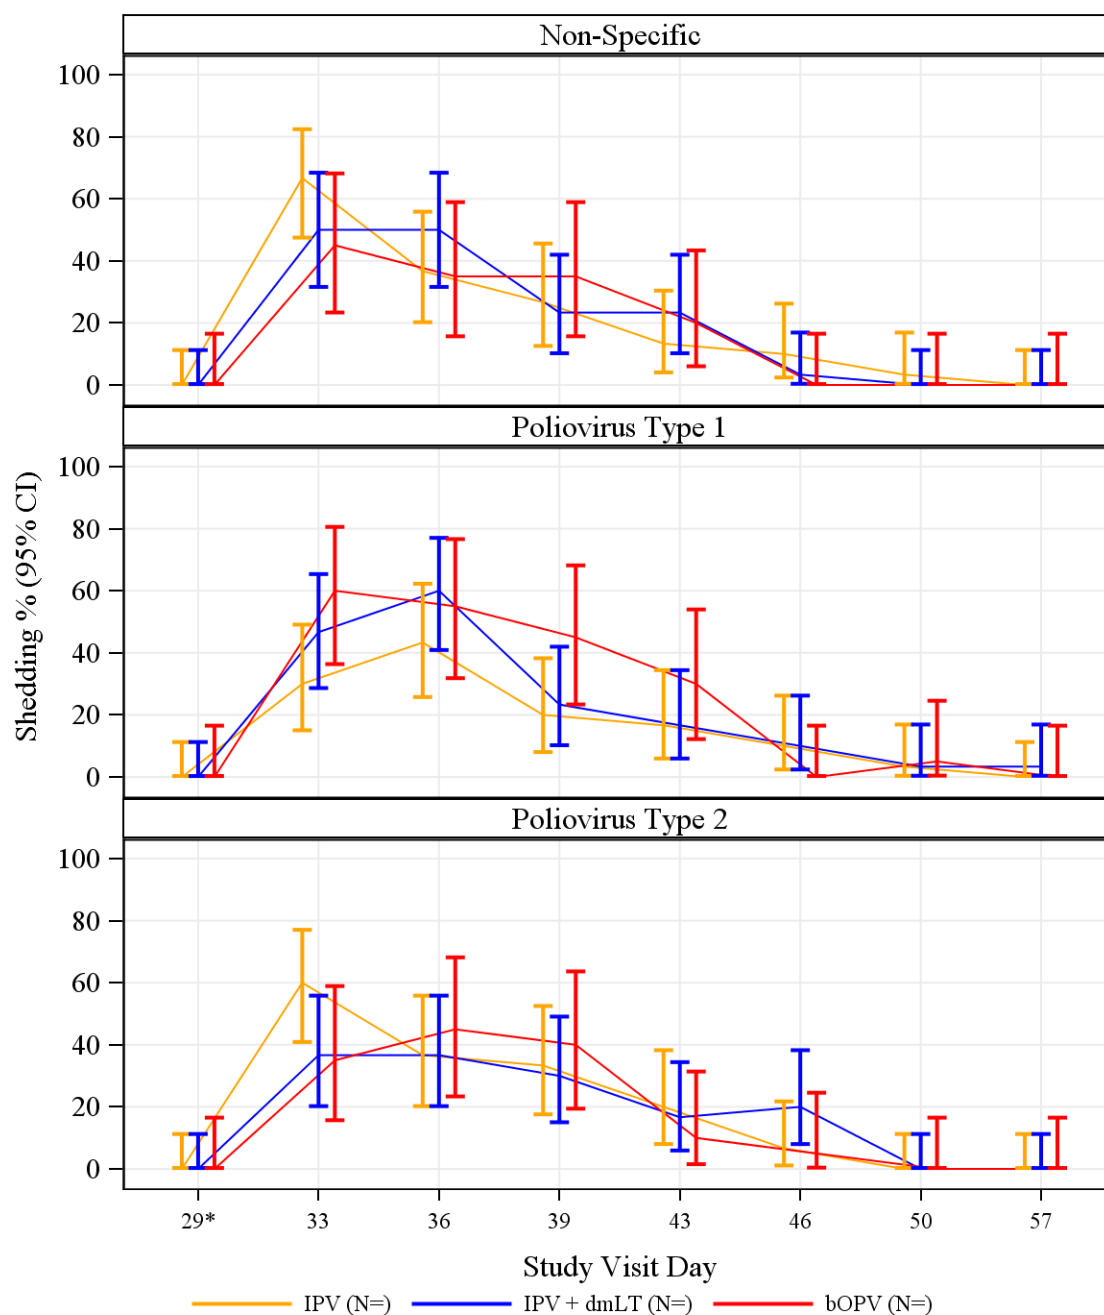 Non-Specific
100
80
60
40
20
0
Poliovirus Type 1
100
80
60
40
20
0
Shedding % (95% CI)
Poliovirus Type 2
100
80
60
40
20
0
29* 33 36 39 43 46 50 57
Study Visit Day
IPV (N=) IPV + dmLT (N=) bOPV (N=)